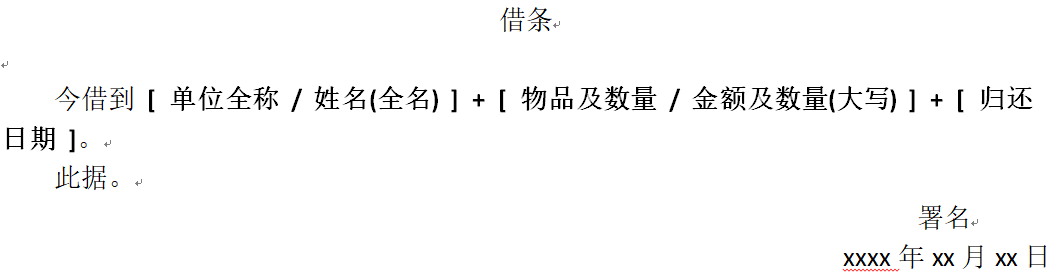 借条
今借到 [ 单位全称 / 姓名(全名) ] + [ 物品及数量 / 金额及数量(大写) ] + [ 归还
日期 ]。
此据。
署名
xxxx 年 xx 月 xx 日